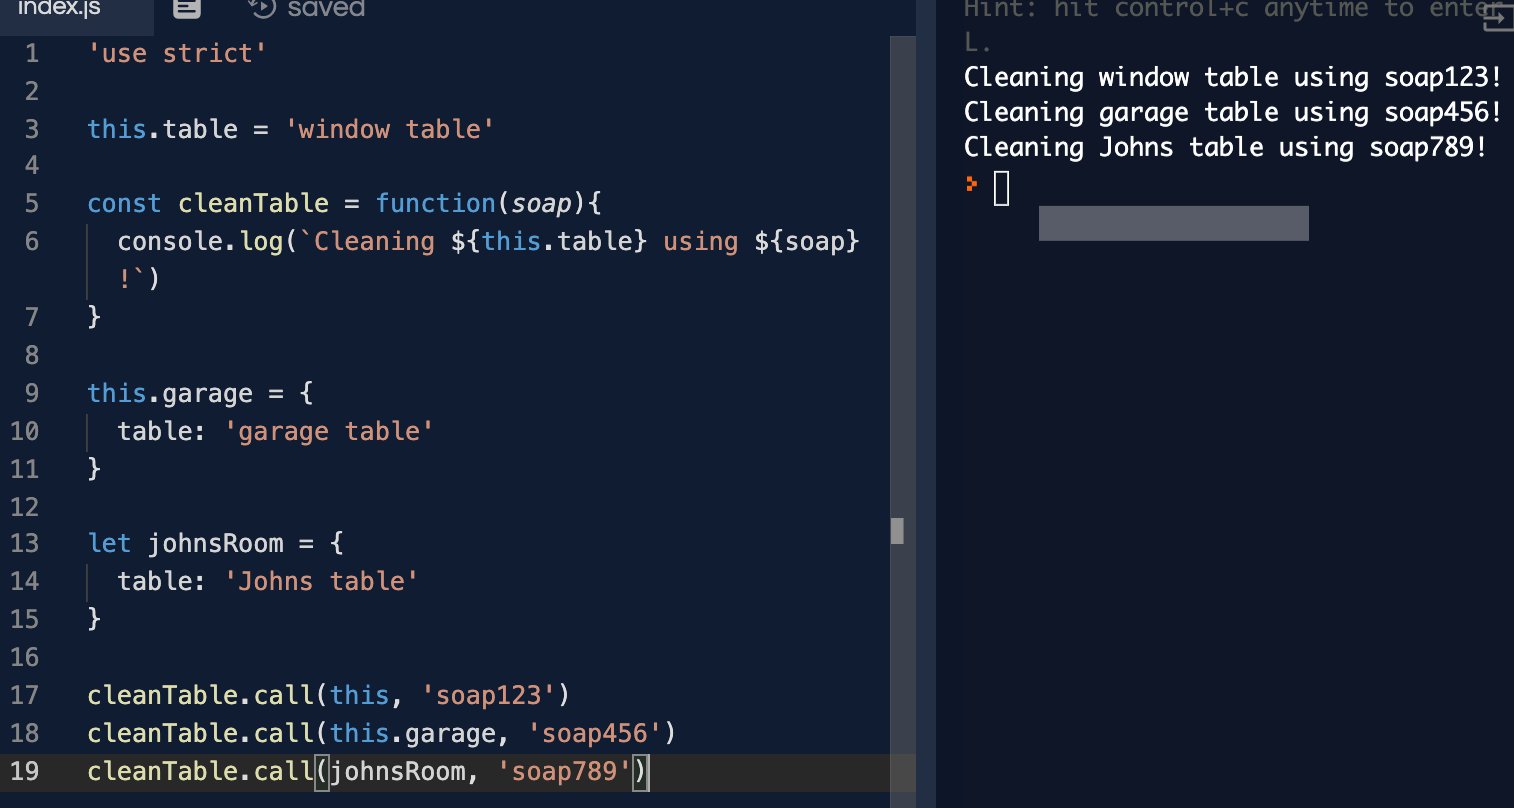 index.js
saved
1 'use strict'
2
3 this.table = 'window table'
4
5 const cleanTable = function(soap){
6 console.log(`Cleaning ${this.table} using ${soap}
!`)
7 }
8
9 this.garage = {
10 table: 'garage table'
11 }
12
13 let johnsRoom = {
14 table: 'Johns table'
15 }
16
17 cleanTable.call(this, 'soap123')
18 cleanTable.call(this.garage, 'soap456')
19 cleanTable.call(johnsRoom, 'soap789')
Hint: hit control+c anytime to enter
L.
Cleaning window table using soap123!
Cleaning garage table using soap456!
Cleaning Johns table using soap789!